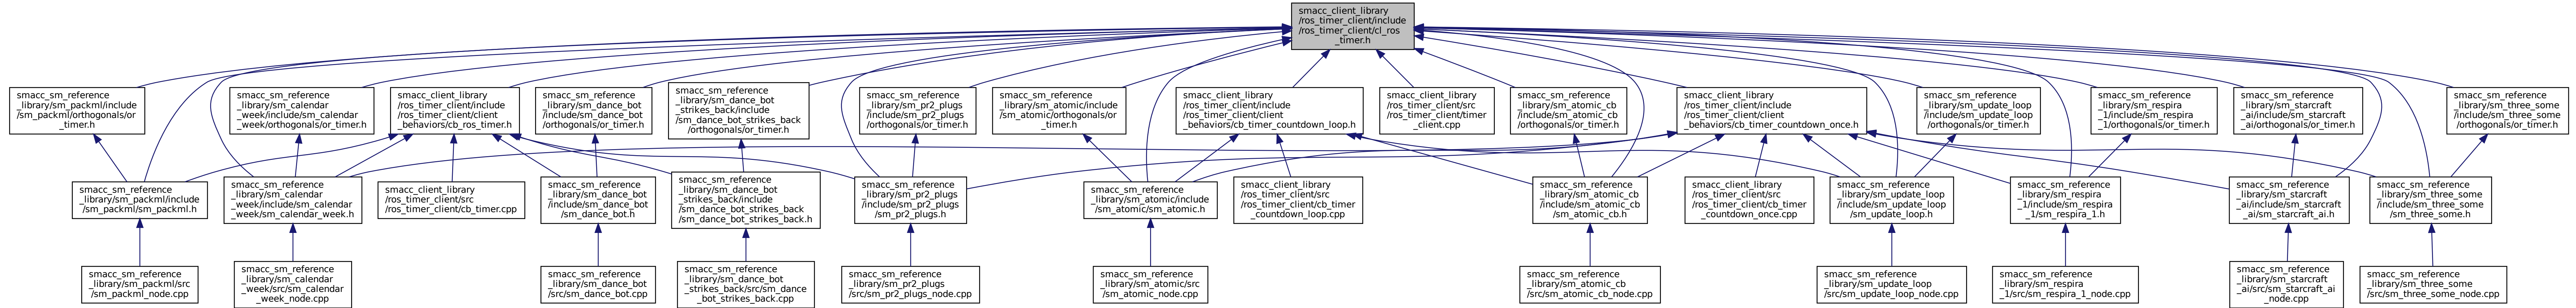 smacc_client_library
/ros_timer_client/include
/ros_timer_client/cl_ros
_timer.h
smacc_sm_reference
_library/sm_packml/include
/sm_packml/orthogonals/or
_timer.h
smacc_sm_reference
_library/sm_calendar
_week/include/sm_calendar
_week/orthogonals/or_timer.h
smacc_client_library
/ros_timer_client/include
/ros_timer_client/client
_behaviors/cb_ros_timer.h
smacc_sm_reference
_library/sm_dance_bot
/include/sm_dance_bot
/orthogonals/or_timer.h
smacc_sm_reference
_library/sm_dance_bot
_strikes_back/include
/sm_dance_bot_strikes_back
/orthogonals/or_timer.h
smacc_sm_reference
_library/sm_pr2_plugs
/include/sm_pr2_plugs
/orthogonals/or_timer.h
smacc_sm_reference
_library/sm_atomic/include
/sm_atomic/orthogonals/or
_timer.h
smacc_client_library
/ros_timer_client/include
/ros_timer_client/client
_behaviors/cb_timer_countdown_loop.h
smacc_client_library
/ros_timer_client/src
/ros_timer_client/timer
_client.cpp
smacc_sm_reference
_library/sm_atomic_cb
/include/sm_atomic_cb
/orthogonals/or_timer.h
smacc_client_library
/ros_timer_client/include
/ros_timer_client/client
_behaviors/cb_timer_countdown_once.h
smacc_sm_reference
_library/sm_update_loop
/include/sm_update_loop
/orthogonals/or_timer.h
smacc_sm_reference
_library/sm_respira
_1/include/sm_respira
_1/orthogonals/or_timer.h
smacc_sm_reference
_library/sm_starcraft
_ai/include/sm_starcraft
_ai/orthogonals/or_timer.h
smacc_sm_reference
_library/sm_three_some
/include/sm_three_some
/orthogonals/or_timer.h
smacc_sm_reference
_library/sm_packml/include
/sm_packml/sm_packml.h
smacc_sm_reference
_library/sm_calendar
_week/include/sm_calendar
_week/sm_calendar_week.h
smacc_client_library
/ros_timer_client/src
/ros_timer_client/cb_timer.cpp
smacc_sm_reference
_library/sm_dance_bot
/include/sm_dance_bot
/sm_dance_bot.h
smacc_sm_reference
_library/sm_dance_bot
_strikes_back/include
/sm_dance_bot_strikes_back
/sm_dance_bot_strikes_back.h
smacc_sm_reference
_library/sm_pr2_plugs
/include/sm_pr2_plugs
/sm_pr2_plugs.h
smacc_sm_reference
_library/sm_atomic/include
/sm_atomic/sm_atomic.h
smacc_client_library
/ros_timer_client/src
/ros_timer_client/cb_timer
_countdown_loop.cpp
smacc_sm_reference
_library/sm_atomic_cb
/include/sm_atomic_cb
/sm_atomic_cb.h
smacc_client_library
/ros_timer_client/src
/ros_timer_client/cb_timer
_countdown_once.cpp
smacc_sm_reference
_library/sm_update_loop
/include/sm_update_loop
/sm_update_loop.h
smacc_sm_reference
_library/sm_respira
_1/include/sm_respira
_1/sm_respira_1.h
smacc_sm_reference
_library/sm_starcraft
_ai/include/sm_starcraft
_ai/sm_starcraft_ai.h
smacc_sm_reference
_library/sm_three_some
/include/sm_three_some
/sm_three_some.h
smacc_sm_reference
_library/sm_packml/src
/sm_packml_node.cpp
smacc_sm_reference
_library/sm_calendar
_week/src/sm_calendar
_week_node.cpp
smacc_sm_reference
_library/sm_dance_bot
/src/sm_dance_bot.cpp
smacc_sm_reference
_library/sm_dance_bot
_strikes_back/src/sm_dance
_bot_strikes_back.cpp
smacc_sm_reference
_library/sm_pr2_plugs
/src/sm_pr2_plugs_node.cpp
smacc_sm_reference
_library/sm_atomic/src
/sm_atomic_node.cpp
smacc_sm_reference
_library/sm_atomic_cb
/src/sm_atomic_cb_node.cpp
smacc_sm_reference
_library/sm_update_loop
/src/sm_update_loop_node.cpp
smacc_sm_reference
_library/sm_respira
_1/src/sm_respira_1_node.cpp
smacc_sm_reference
_library/sm_starcraft
_ai/src/sm_starcraft_ai
_node.cpp
smacc_sm_reference
_library/sm_three_some
/src/sm_three_some_node.cpp